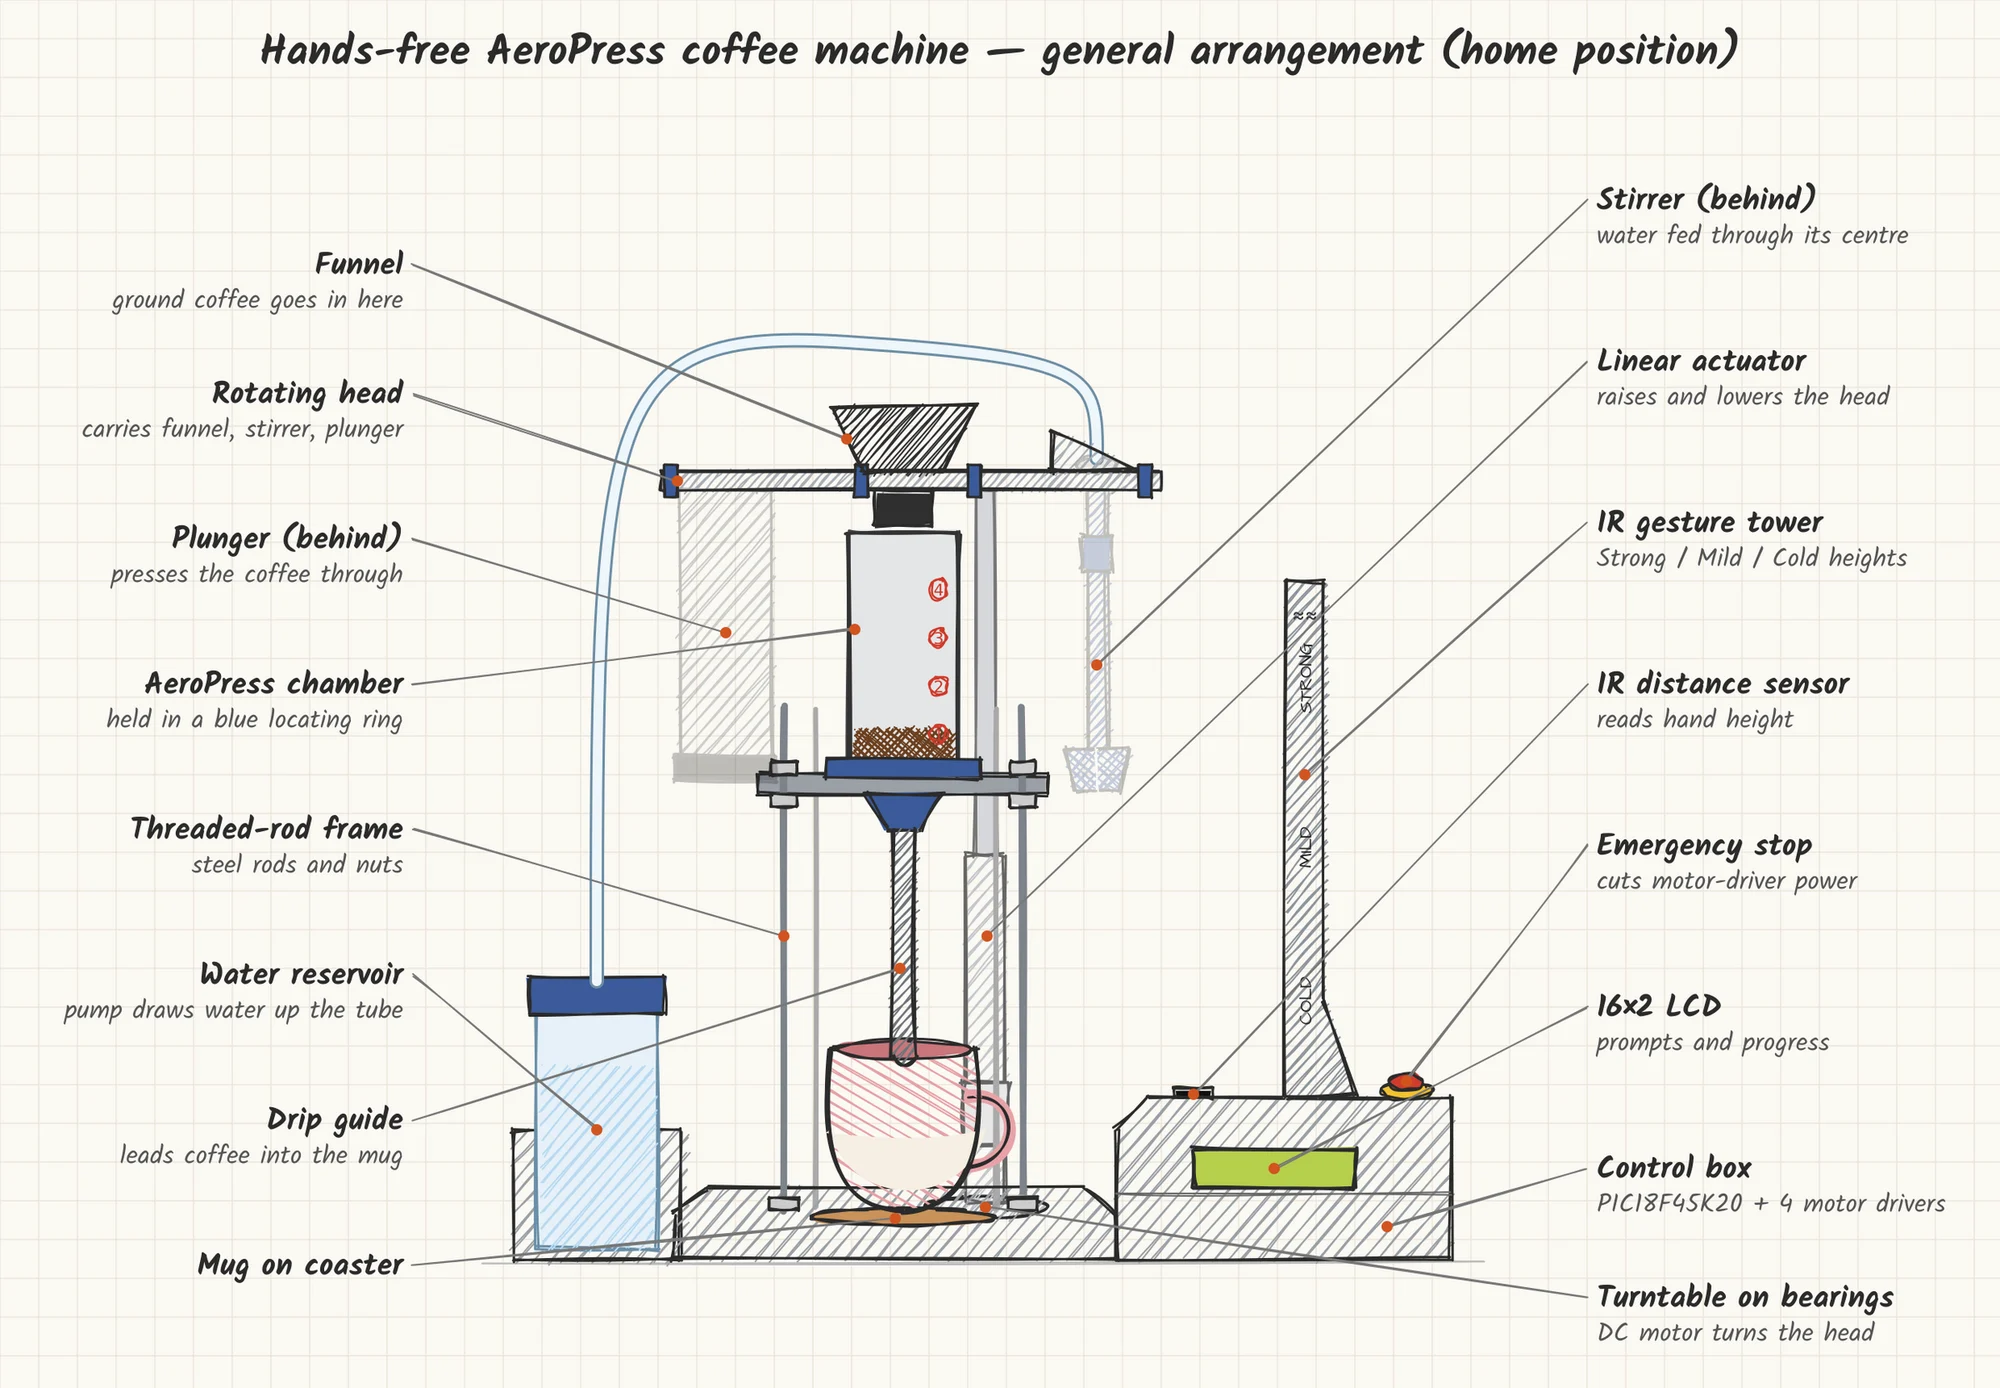 Hands-free AeroPress coffee machine — general arrangement (home position)
Funnel
ground coffee goes in here
Rotating head
carries funnel, stirrer, plunger
Plunger (behind)
presses the coffee through
AeroPress chamber
held in a blue locating ring
Threaded-rod frame
steel rods and nuts
Water reservoir
pump draws water up the tube
Drip guide
leads coffee into the mug
Mug on coaster
4
3
2
STRONG
MILD
COLD
Stirrer (behind)
water fed through its centre
Linear actuator
raises and lowers the head
IR gesture tower
Strong / Mild / Cold heights
IR distance sensor
reads hand height
Emergency stop
cuts motor-driver power
16x2 LCD
prompts and progress
Control box
PIC18F45K20 + 4 motor drivers
Turntable on bearings
DC motor turns the head